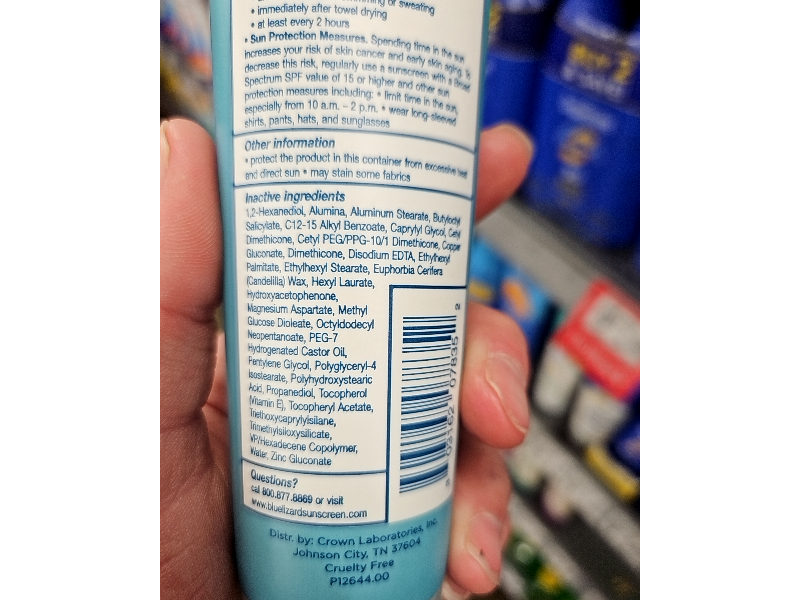 swimming or sweating
• immediately after towel drying
• at least every 2 hours
• Sun Protection Measures. Spending time in the sun
increases your risk of skin cancer and early skin aging. To
decrease this risk, regularly use a sunscreen with a Broad
Spectrum SPF value of 15 or higher and other sun
protection measures including: • limit time in the sun,
especially from 10 a.m. – 2 p.m. • wear long-sleeved
shirts, pants, hats, and sunglasses
Other information
• protect the product in this container from excessive heat
and direct sun • may stain some fabrics
Inactive ingredients
1,2-Hexanediol, Alumina, Aluminum Stearate, Butyloctyl
Salicylate, C12-15 Alkyl Benzoate, Caprylyl Glycol, Cetyl
Dimethicone, Cetyl PEG/PPG-10/1 Dimethicone, Copper
Gluconate, Dimethicone, Disodium EDTA, Ethylhexyl
Palmitate, Ethylhexyl Stearate, Euphorbia Cerifera
(Candelilla) Wax, Hexyl Laurate,
Hydroxyacetophenone,
Magnesium Aspartate, Methyl
Glucose Dioleate, Octyldodecyl
Neopentanoate, PEG-7
Hydrogenated Castor Oil,
Pentylene Glycol, Polyglyceryl-4
Isostearate, Polyhydroxystearic
Acid, Propanediol, Tocopherol
(Vitamin E), Tocopheryl Acetate,
Triethoxycaprylylsilane,
Trimethylsiloxysilicate,
VP/Hexadecene Copolymer,
Water, Zinc Gluconate
Questions?
call 800.877.8869 or visit
www.bluelizardsunscreen.com
03162 07835 2
Distr. by: Crown Laboratories, Inc.
Johnson City, TN 37604
Cruelty Free
P12644.00